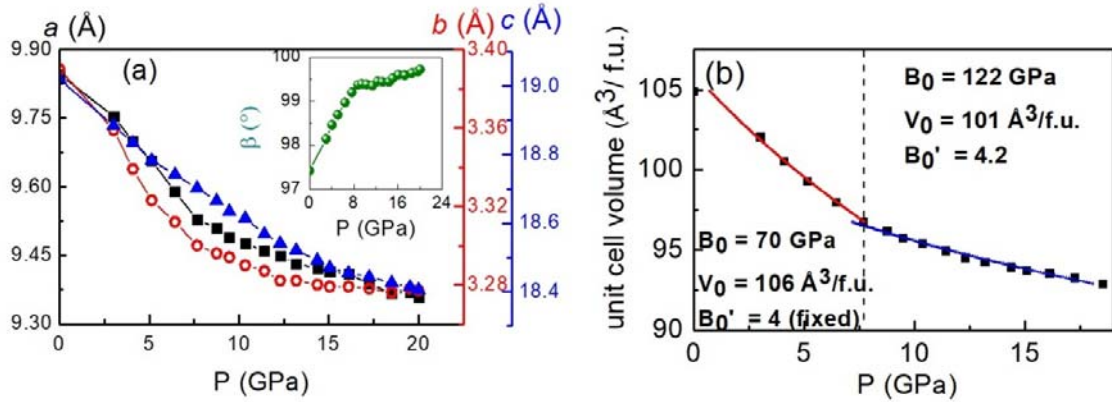 a (Å)
b (Å)
c (Å)
9.90
9.75
9.60
9.45
9.30
(a)
3.40
3.36
3.32
3.28
19.0
18.8
18.6
18.4
β (°)
100
99
98
97
0 8 16 24
P (GPa)
0 5 10 15 20
P (GPa)
unit cell volume (Å³/ f.u.)
105
100
95
90
(b)
B₀ = 122 GPa
V₀ = 101 Å³/f.u.
B₀' = 4.2
B₀ = 70 GPa
V₀ = 106 Å³/f.u.
B₀' = 4 (fixed)
0 5 10 15
P (GPa)